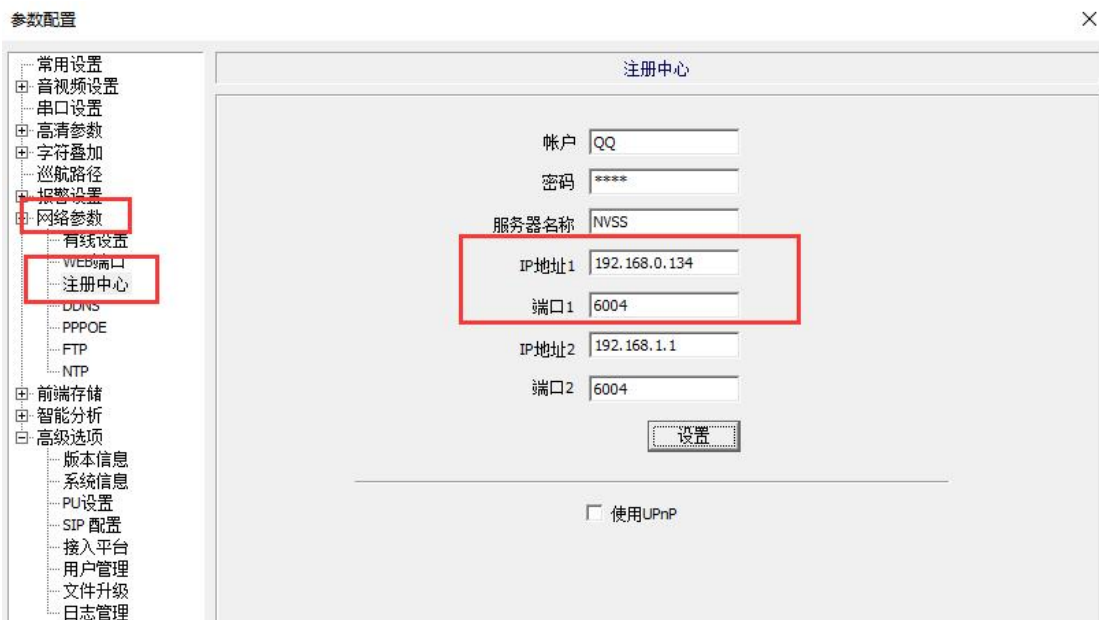 参数配置
常用设置
音视频设置
串口设置
高清参数
字符叠加
巡航路径
报警设置
网络参数
有线设置
WEB端口
注册中心
DDNS
PPPOE
FTP
NTP
前端存储
智能分析
高级选项
版本信息
系统信息
PU设置
SIP 配置
接入平台
用户管理
文件升级
日志管理
注册中心
帐户 QQ
密码 ****
服务器名称 NVSS
IP地址1 192.168.0.134
端口1 6004
IP地址2 192.168.1.1
端口2 6004
设置
使用UPnP